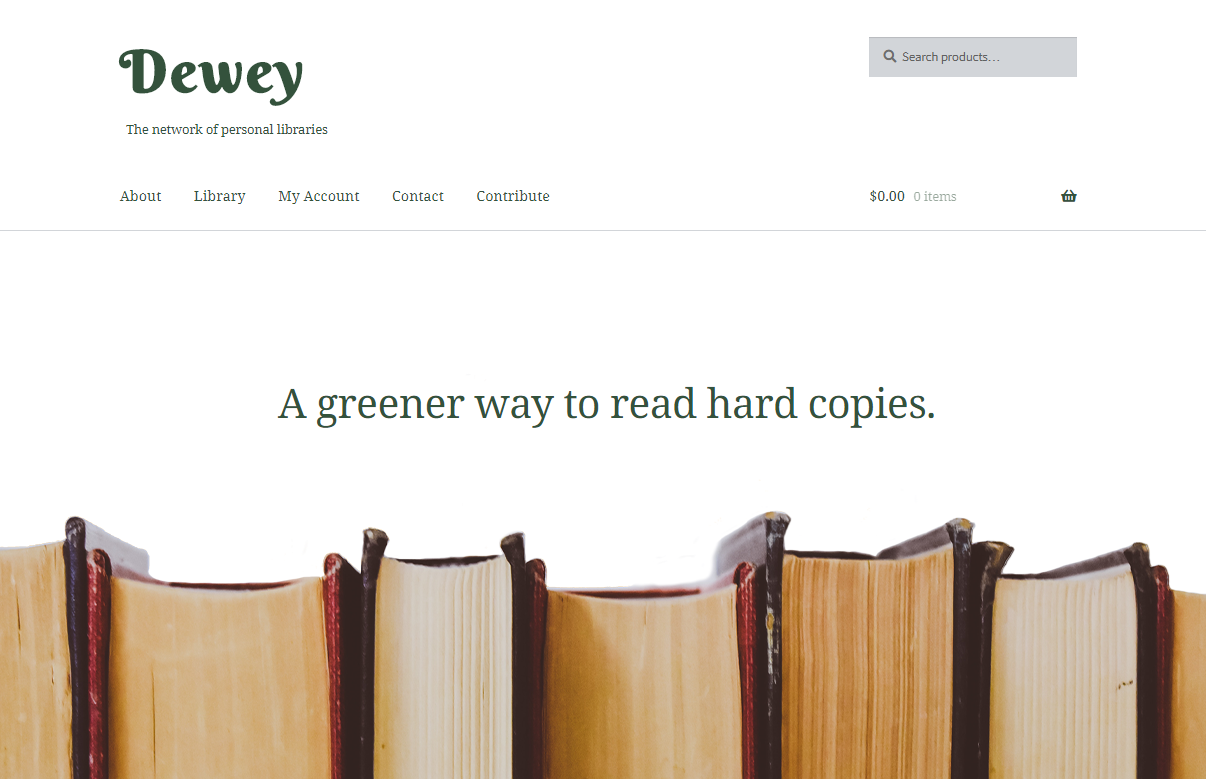 Dewey
Search products…
The network of personal libraries
About Library My Account Contact Contribute $0.00 0 items
A greener way to read hard copies.